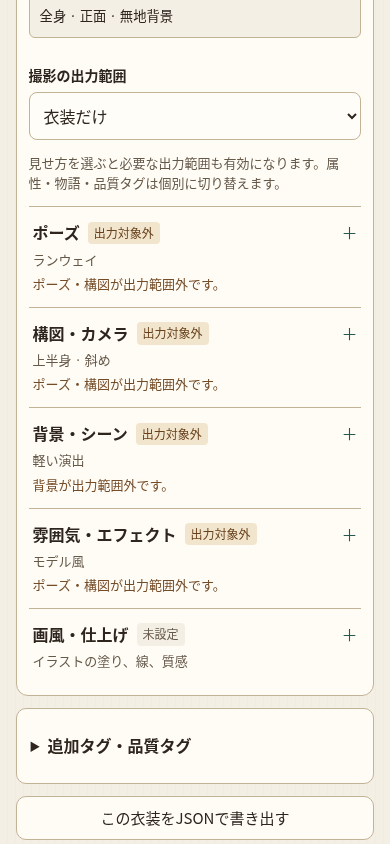 全身・正面・無地背景
撮影の出力範囲
衣装だけ
見せ方を選ぶと必要な出力範囲も有効になります。属
性・物語・品質タグは個別に切り替えます。
ポーズ 出力対象外
ランウェイ
ポーズ・構図が出力範囲外です。
構図・カメラ 出力対象外
上半身・斜め
ポーズ・構図が出力範囲外です。
背景・シーン 出力対象外
軽い演出
背景が出力範囲外です。
雰囲気・エフェクト 出力対象外
モデル風
ポーズ・構図が出力範囲外です。
画風・仕上げ 未設定
イラストの塗り、線、質感
追加タグ・品質タグ
この衣装をJSONで書き出す